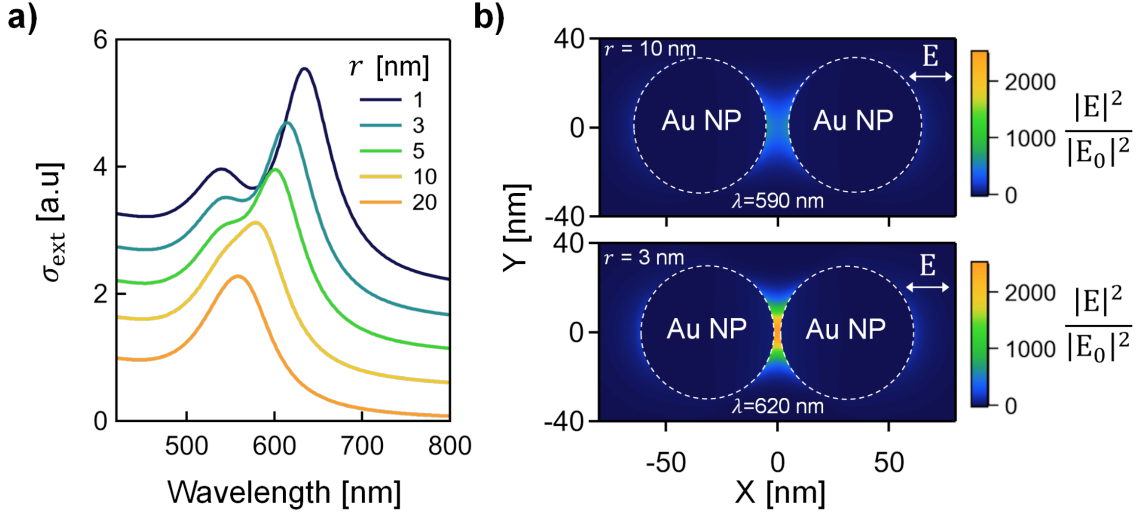 a)
6
4
2
0
σext [a.u]
500 600 700 800
Wavelength [nm]
r [nm]
1
3
5
10
20
b)
40
0
-40
r = 10 nm
E
Au NP Au NP
λ=590 nm
2000
1000
0
|E|²
|E₀|²
Y [nm]
40
0
-40
r = 3 nm
E
Au NP Au NP
λ=620 nm
2000
1000
0
|E|²
|E₀|²
-50 0 50
X [nm]